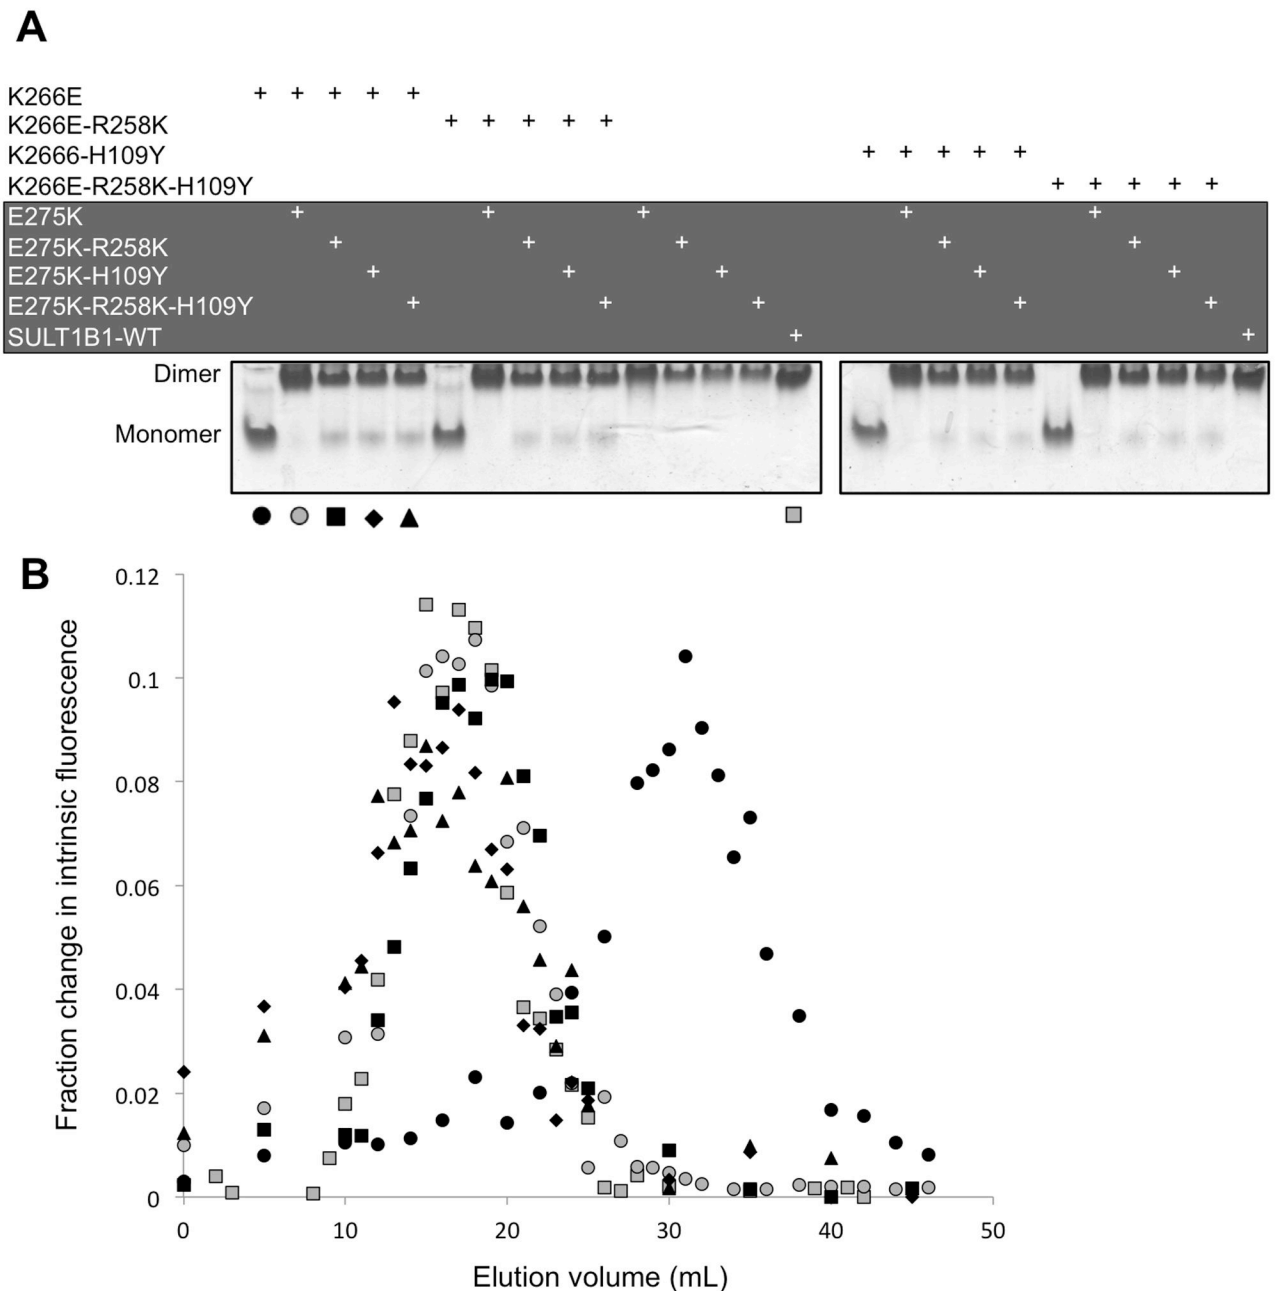 A
K266E + + + + +
K266E-R258K + + + + +
K2666-H109Y + + + + +
K266E-R258K-H109Y + + + + +
E275K + + + + +
E275K-R258K + + + + +
E275K-H109Y + + + + +
E275K-R258K-H109Y + + + + +
SULT1B1-WT + +
Dimer
Monomer
B
Fraction change in intrinsic fluorescence
0.12
0.1
0.08
0.06
0.04
0.02
0
0 10 20 30 40 50
Elution volume (mL)